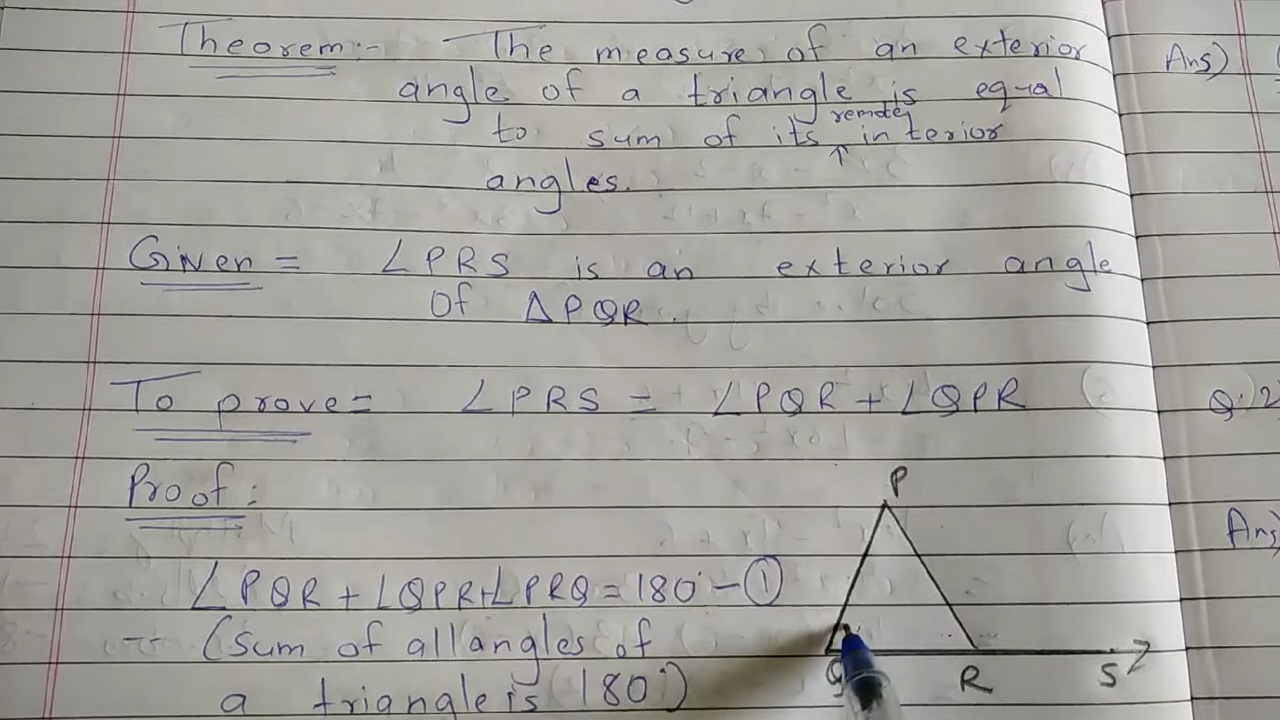 Theorem:- The measure of an exterior
angle of a triangle is equal
to sum of its remote interior
angles.
Given = ∠PRS is an exterior angle
of ΔPQR.
To prove = ∠PRS = ∠PQR + ∠QPR
Proof:
∠PQR + ∠QPR+∠PRQ = 180° - ①
(sum of all angles of
a triangle is 180°)
P
Q
R
S
Ans)
Q.)2
Ans